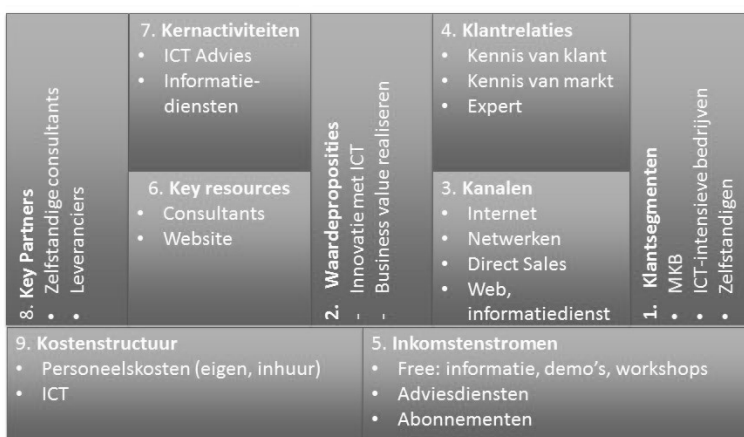 8. Key Partners
• Zelfstandige consultants
• Leveranciers
7. Kernactiviteiten
• ICT Advies
• Informatie-
diensten
6. Key resources
• Consultants
• Website
2. Waardeproposities
- Innovatie met ICT
- Business value realiseren
4. Klantrelaties
• Kennis van klant
• Kennis van markt
• Expert
3. Kanalen
• Internet
• Netwerken
• Direct Sales
• Web,
informatiedienst
1. Klantsegmenten
• MKB
• ICT-intensieve bedrijven
• Zelfstandigen
9. Kostenstructuur
• Personeelskosten (eigen, inhuur)
• ICT
5. Inkomstenstromen
• Free: informatie, demo's, workshops
• Adviesdiensten
• Abonnementen